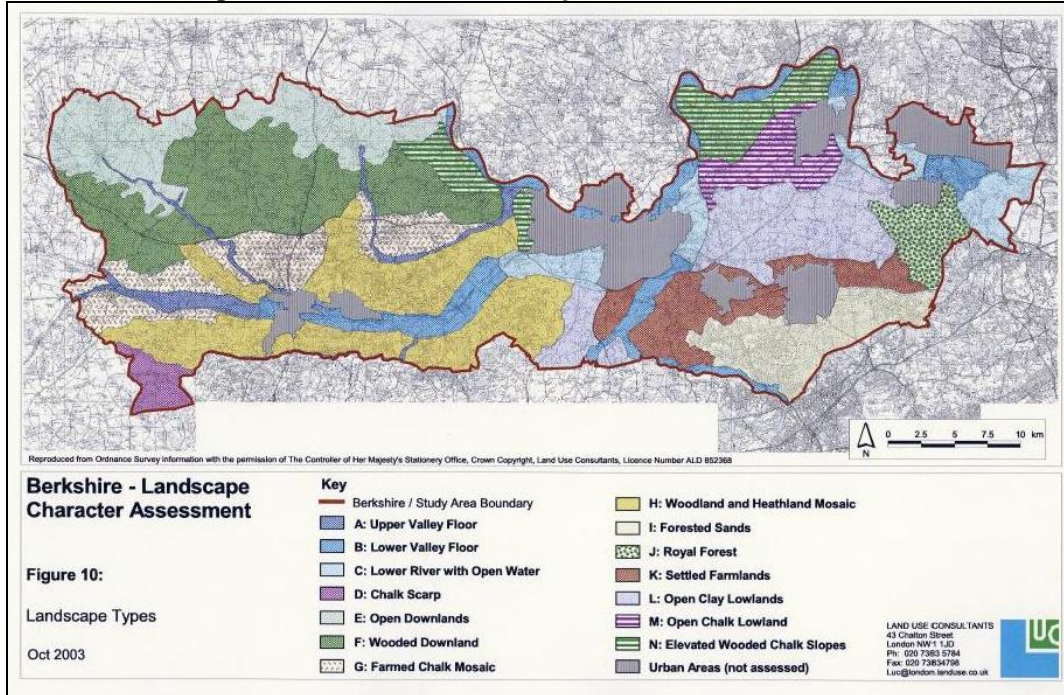 N
0 2.5 5 7.5 10 km
Reproduced from Ordnance Survey information with the permission of The Controller of Her Majesty's Stationery Office, Crown Copyright, Land Use Consultants, Licence Number ALD 852368
Berkshire - Landscape
Character Assessment
Figure 10:
Landscape Types
Oct 2003
Key
Berkshire / Study Area Boundary
A: Upper Valley Floor
B: Lower Valley Floor
C: Lower River with Open Water
D: Chalk Scarp
E: Open Downlands
F: Wooded Downland
G: Farmed Chalk Mosaic
H: Woodland and Heathland Mosaic
I: Forested Sands
J: Royal Forest
K: Settled Farmlands
L: Open Clay Lowlands
M: Open Chalk Lowland
N: Elevated Wooded Chalk Slopes
Urban Areas (not assessed)
LAND USE CONSULTANTS
43 Chalton Street
London NW1 1JD
Ph: 020 7383 5784
Fax: 020 73834798
Luc@london.landuse.co.uk